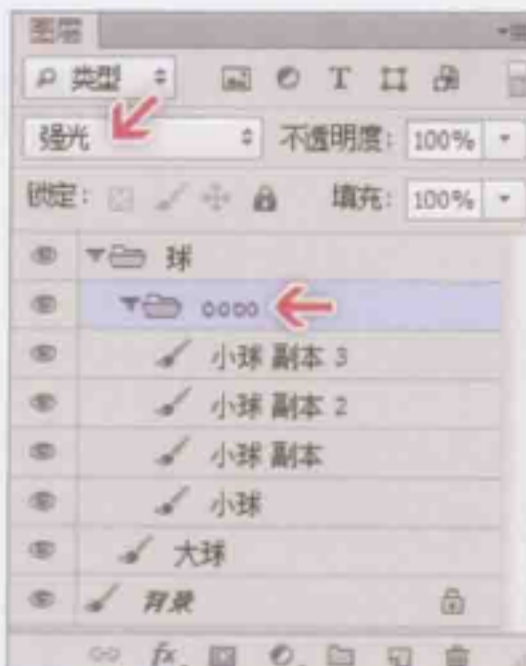 图层
类型 T
强光 不透明度: 100%
锁定: 填充: 100%
球
oooo
小球 副本 3
小球 副本 2
小球 副本
小球
大球
背景
fx